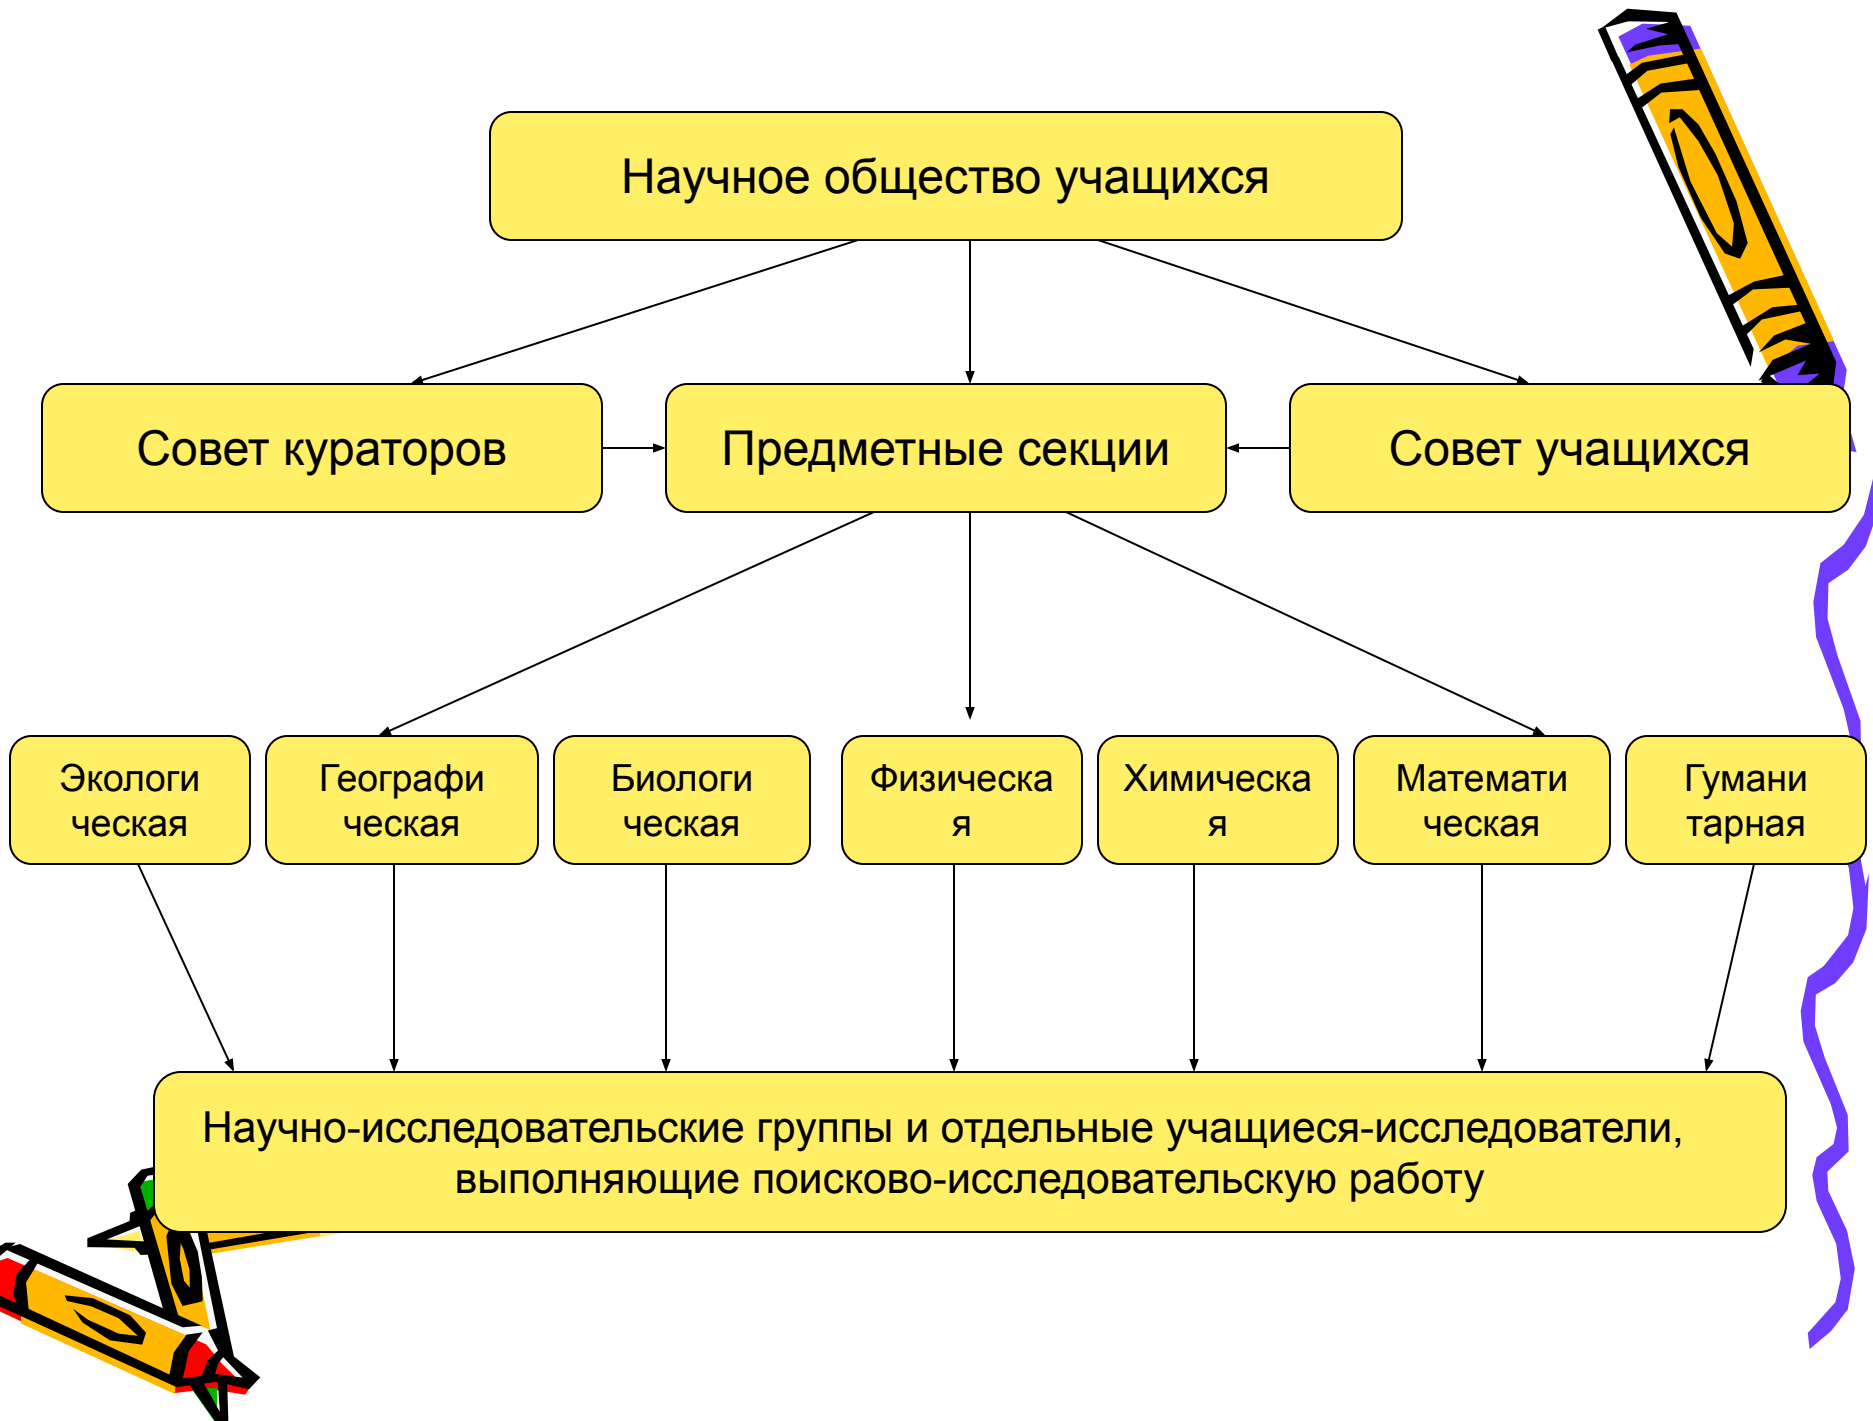 Научное общество учащихся
Совет кураторов
Предметные секции
Совет учащихся
Экологи
ческая
Географи
ческая
Биологи
ческая
Физическа
я
Химическа
я
Математи
ческая
Гумани
тарная
Научно-исследовательские группы и отдельные учащиеся-исследователи,
выполняющие поисково-исследовательскую работу